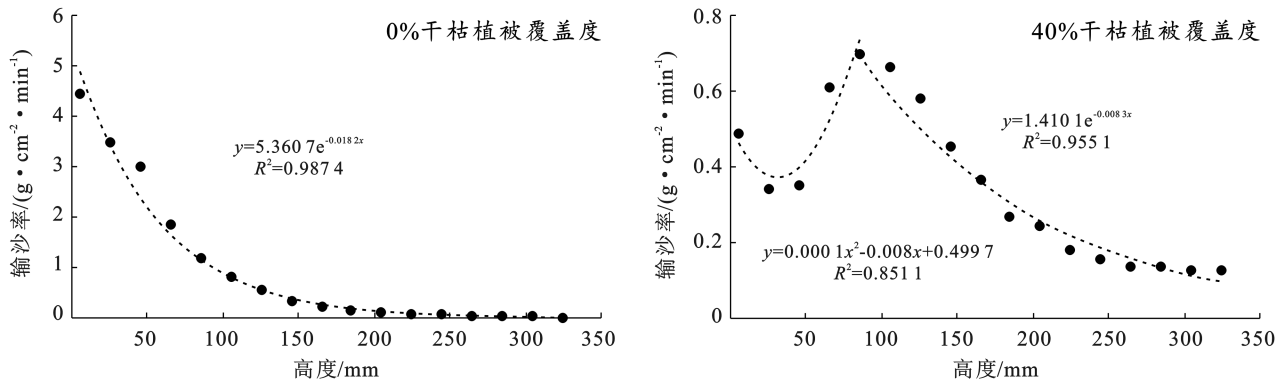 0%干枯植被覆盖度
6
5
4
3
2
1
0
输沙率/(g·cm⁻²·min⁻¹)
y=5.360 7e⁻⁰·⁰¹⁸ ²ˣ
R²=0.987 4
50
100
150
200
250
300
350
高度/mm
40%干枯植被覆盖度
0.8
0.6
0.4
0.2
0
输沙率/(g·cm⁻²·min⁻¹)
y=1.410 1e⁻⁰·⁰⁰⁸ ³ˣ
R²=0.955 1
y=0.000 1x²-0.008x+0.499 7
R²=0.851 1
50
100
150
200
250
300
350
高度/mm